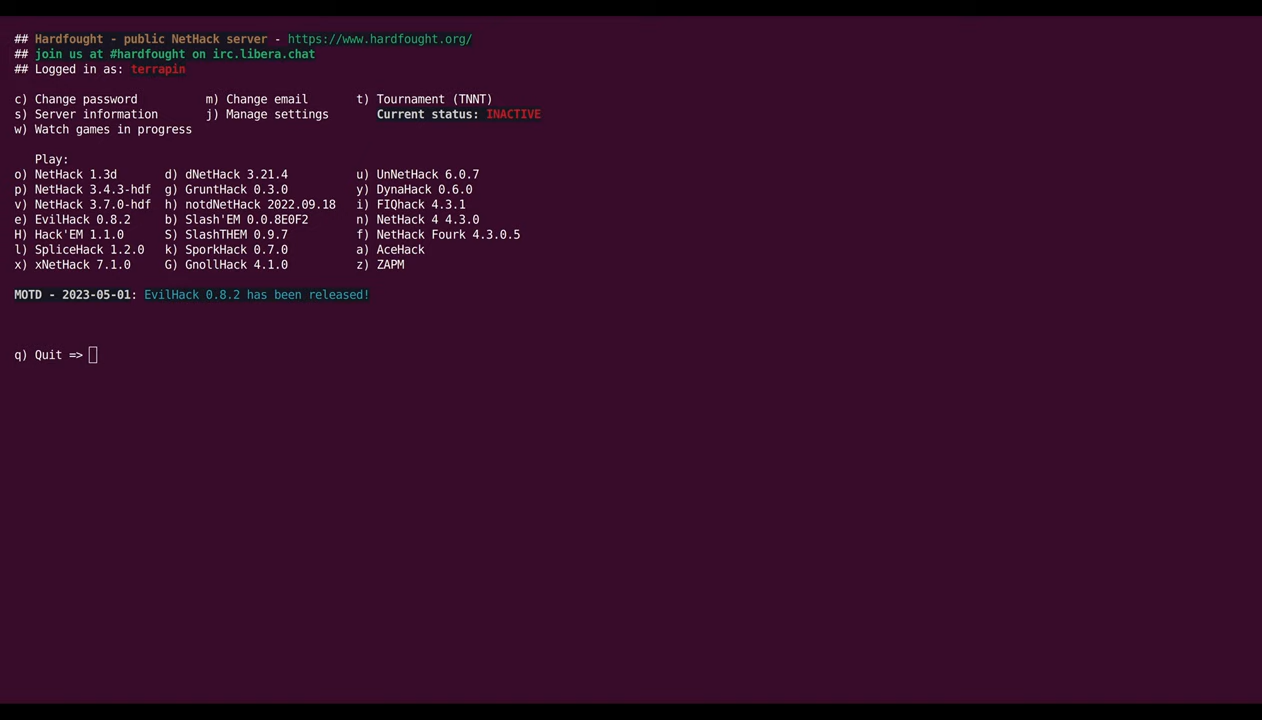 ## Hardfought - public NetHack server - https://www.hardfought.org/
## join us at #hardfought on irc.libera.chat
## Logged in as: terrapin
c) Change password          m) Change email       t) Tournament (TNNT)
s) Server information       j) Manage settings       Current status: INACTIVE
w) Watch games in progress
Play:
o) NetHack 1.3d       d) dNetHack 3.21.4          u) UnNetHack 6.0.7
p) NetHack 3.4.3-hdf  g) GruntHack 0.3.0          y) DynaHack 0.6.0
v) NetHack 3.7.0-hdf  h) notdNetHack 2022.09.18   i) FIQhack 4.3.1
e) EvilHack 0.8.2     b) Slash'EM 0.0.8E0F2       n) NetHack 4 4.3.0
H) Hack'EM 1.1.0      S) SlashTHEM 0.9.7          f) NetHack Fourk 4.3.0.5
l) SpliceHack 1.2.0   k) SporkHack 0.7.0          a) AceHack
x) xNetHack 7.1.0     G) GnollHack 4.1.0          z) ZAPM
MOTD - 2023-05-01: EvilHack 0.8.2 has been released!
q) Quit =>